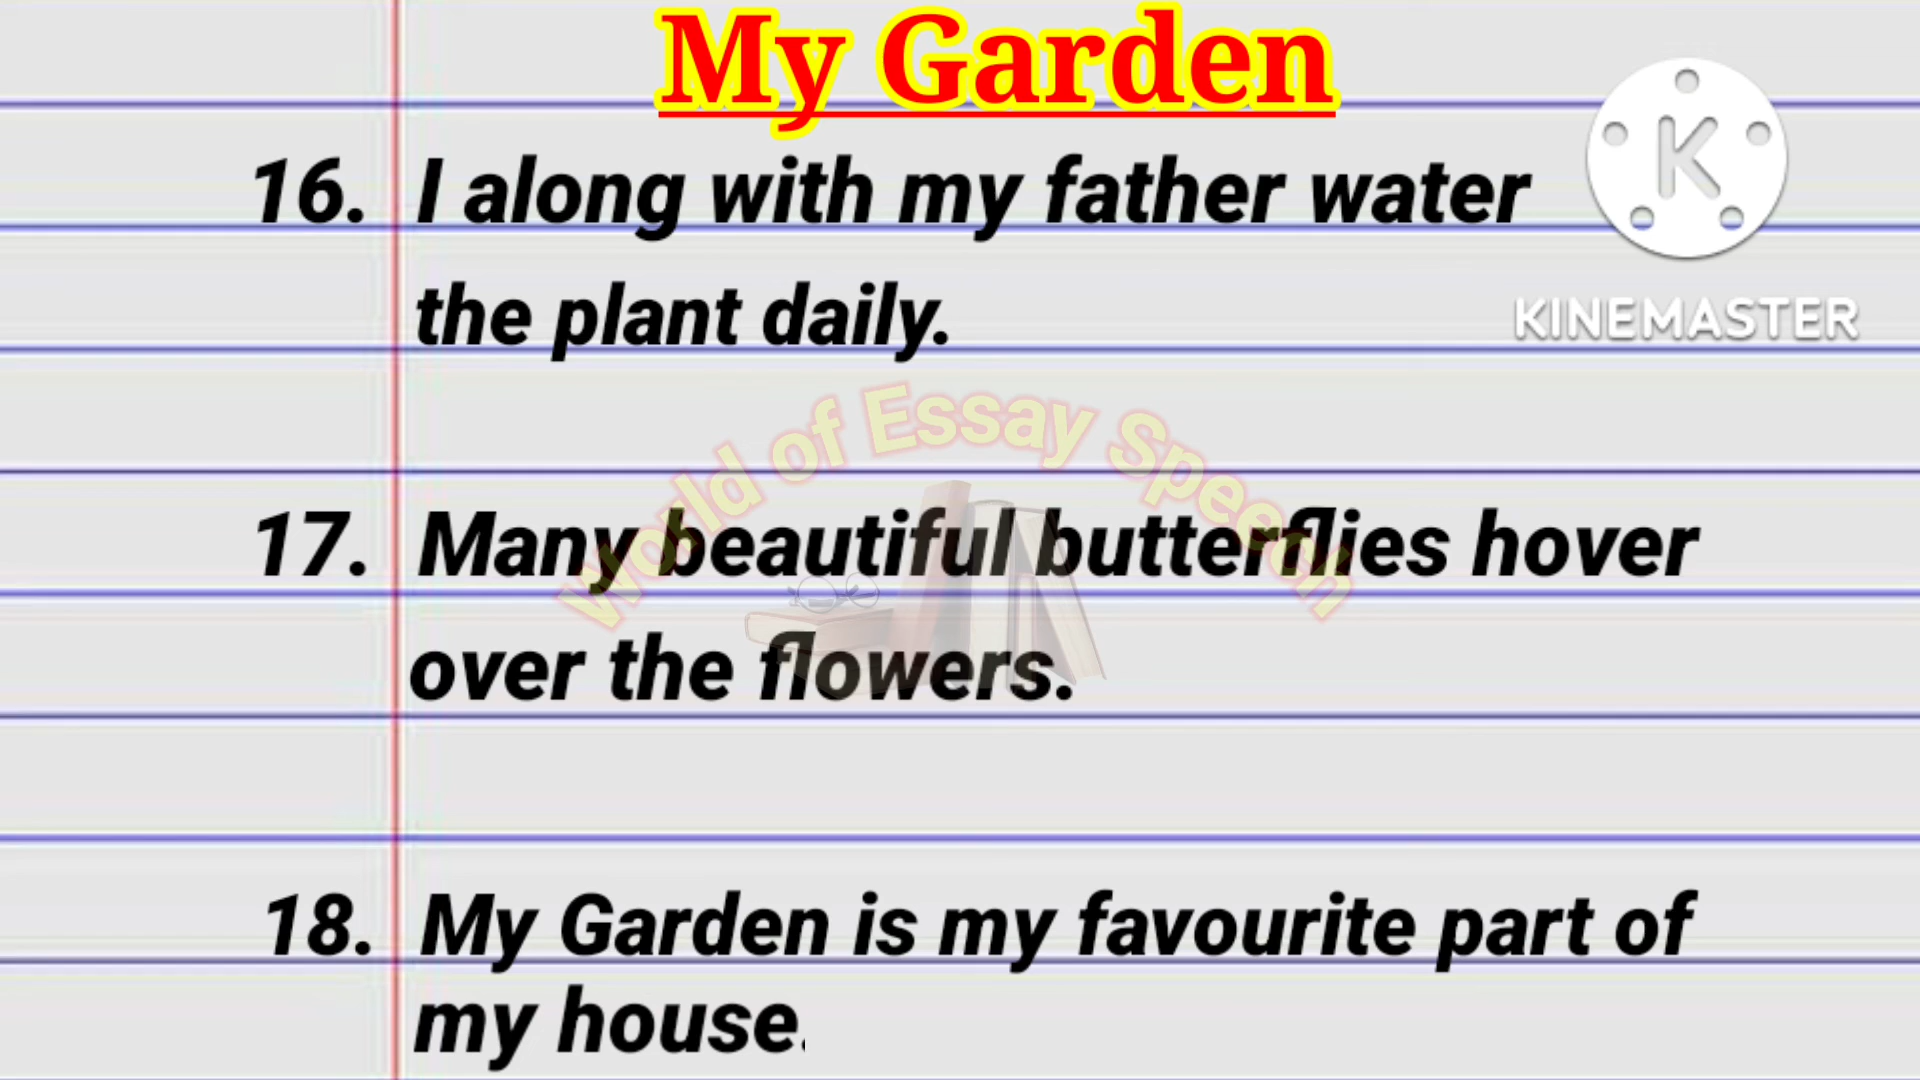 My Garden
16. I along with my father water
the plant daily.
K
KINEMASTER
World of Essay Speech
17. Many beautiful butterflies hover
over the flowers.
18. My Garden is my favourite part of
my house.